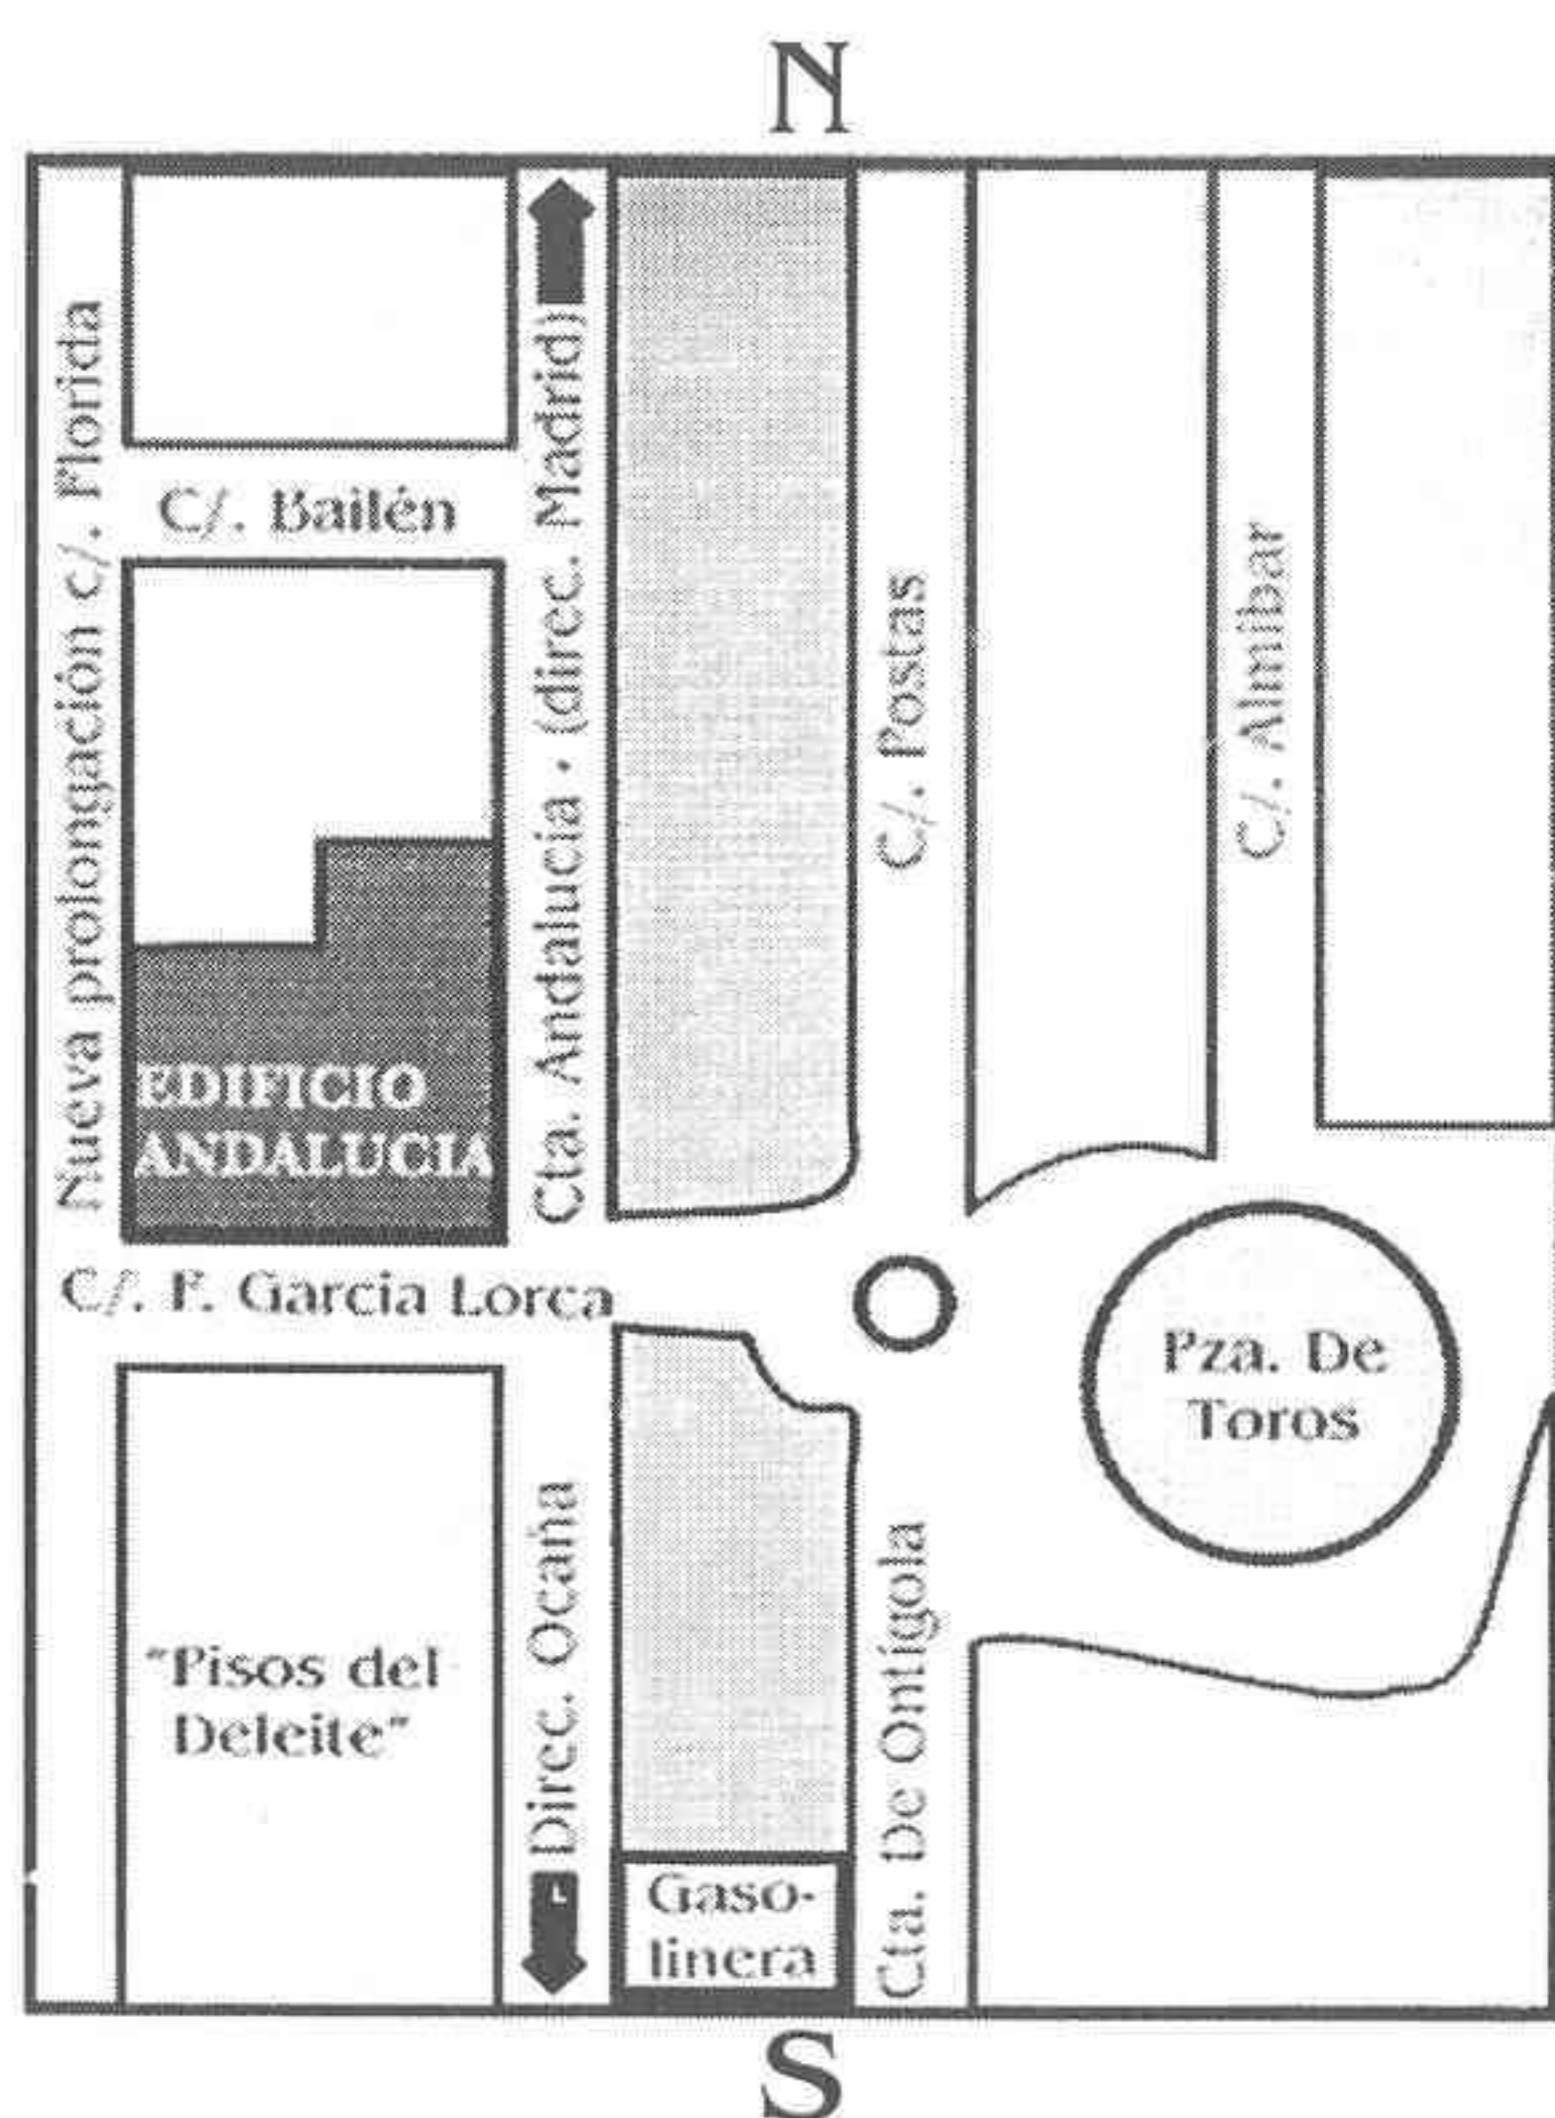 N
Nueva prolongación c/. Florida
C/. Bailén
Cta. Andalucia · (direc. Madrid)
C/. Postas
C/. Almíbar
EDIFICIO
ANDALUCIA
C/. F. Garcia Lorca
Pza. De
Toros
"Pisos del
Deleite"
Direc. Ocaña
Cta. De Ontígola
Gaso-
linera
S